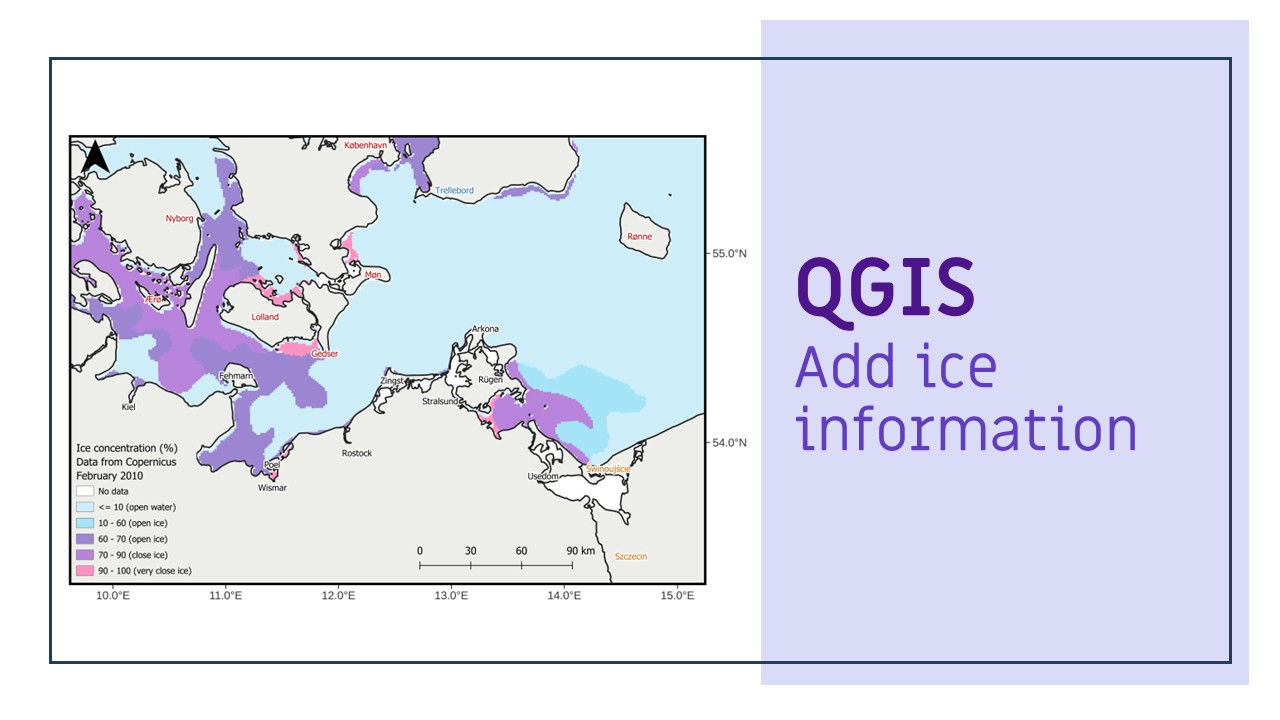 København
Trellebord
Nyborg
Rønne
55.0°N
Møn
Ærø
Lolland
Arkona
Gedser
Fehmarn
Zingst
Rügen
Kiel
Stralsund
54.0°N
Rostock
Poel
Wismar
Usedom
Świnoujście
Szczecin
Ice concentration (%)
Data from Copernicus
February 2010
No data
<= 10 (open water)
10 - 60 (open ice)
60 - 70 (open ice)
70 - 90 (close ice)
90 - 100 (very close ice)
0 30 60 90 km
10.0°E 11.0°E 12.0°E 13.0°E 14.0°E 15.0°E
QGIS
Add ice
information